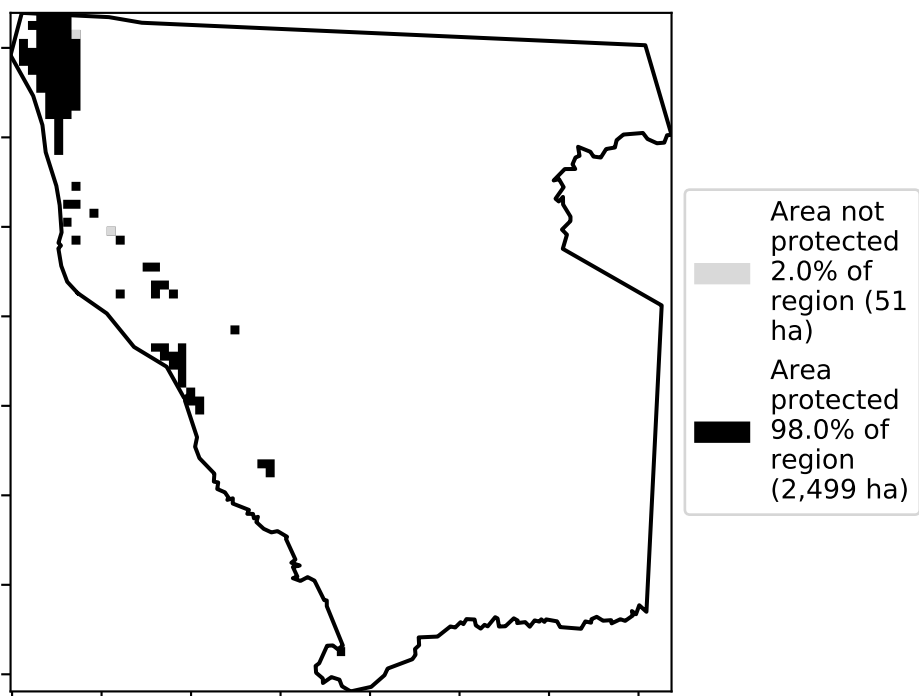 Area not
protected
2.0% of
region (51
ha)
Area
protected
98.0% of
region
(2,499 ha)